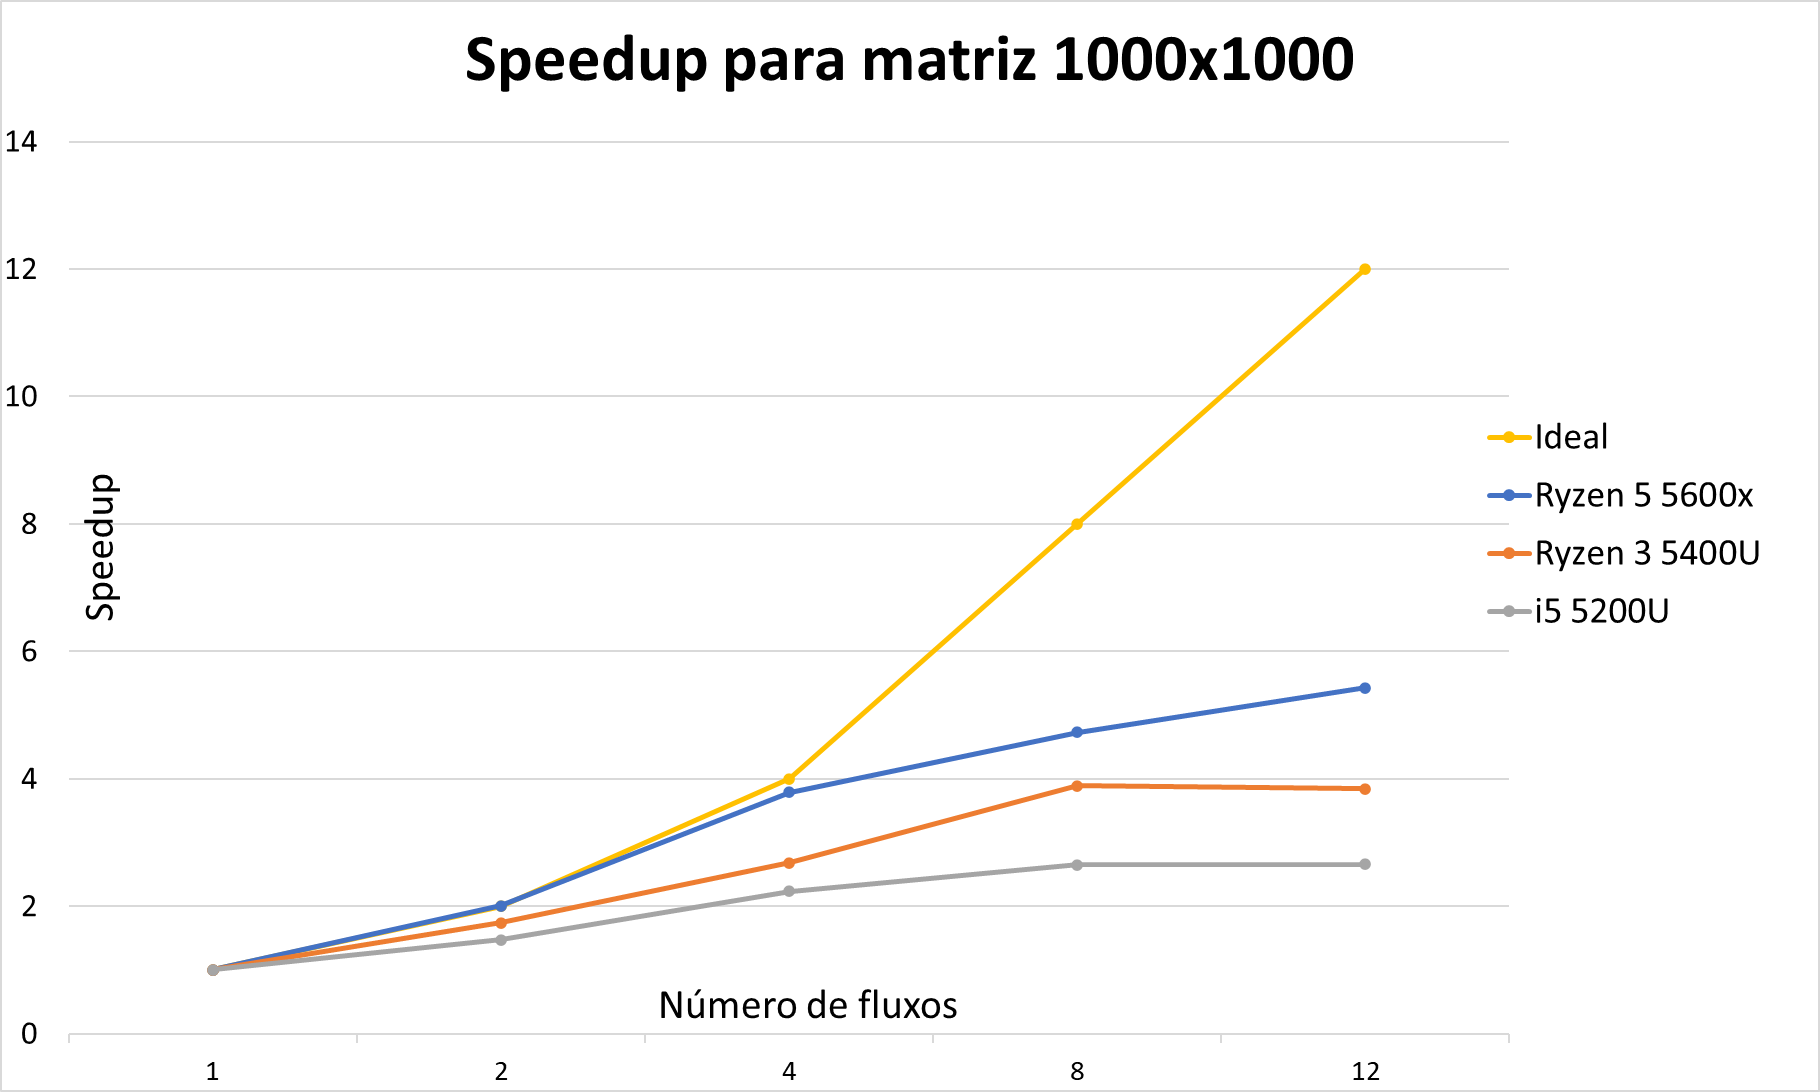 Speedup para matriz 1000x1000
14
12
10
8
6
4
2
0
Speedup
Número de fluxos
1 2 4 8 12
Ideal
Ryzen 5 5600x
Ryzen 3 5400U
i5 5200U